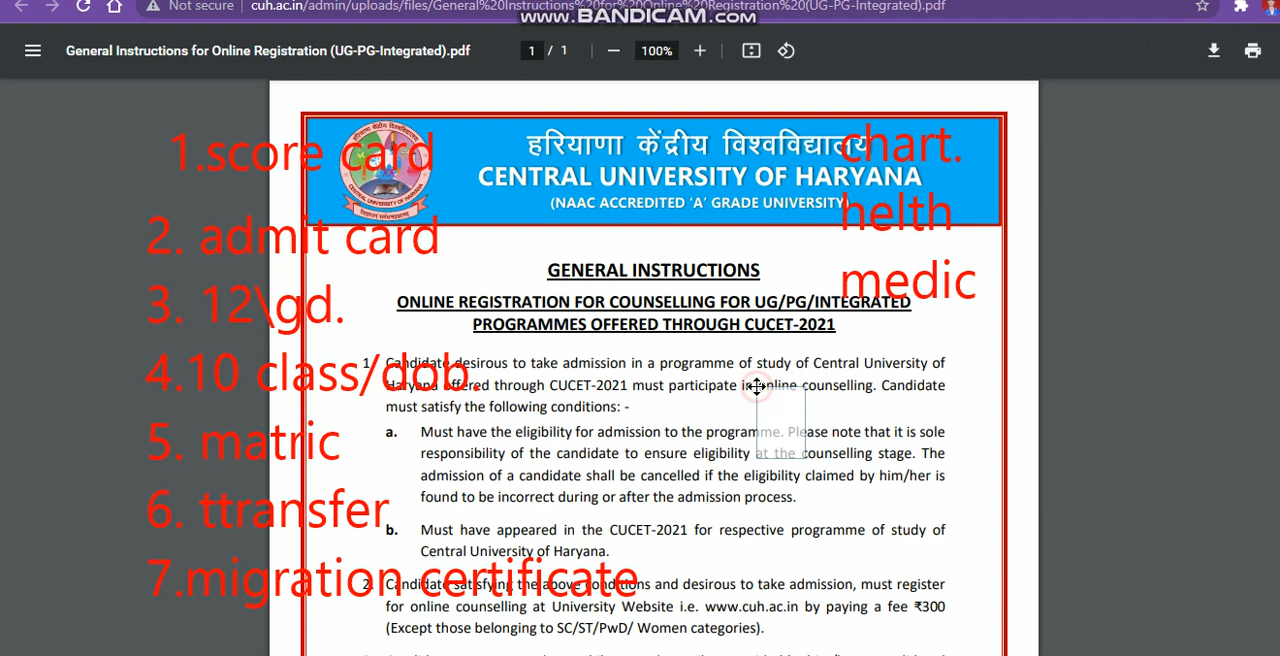 Not secure | cuh.ac.in/admin/uploads/files/General%20Instructions%20for%20Online%20Registration%20(UG-PG-Integrated).pdf
www.BANDICAM.com
General Instructions for Online Registration (UG-PG-Integrated).pdf
1 / 1
100%
हरियाणा केंद्रीय विश्वविद्यालय
CENTRAL UNIVERSITY OF HARYANA
(NAAC ACCREDITED ‘A’ GRADE UNIVERSITY)
1.score card
2. admit card
3. 12\gd.
4.10 class/dob.
5. matric
6. ttransfer
7.migration certificate
chart.
helth
medic
GENERAL INSTRUCTIONS
ONLINE REGISTRATION FOR COUNSELLING FOR UG/PG/INTEGRATED
PROGRAMMES OFFERED THROUGH CUCET-2021
1. Candidate desirous to take admission in a programme of study of Central University of
Haryana offered through CUCET-2021 must participate in online counselling. Candidate
must satisfy the following conditions: -
a. Must have the eligibility for admission to the programme. Please note that it is sole
responsibility of the candidate to ensure eligibility at the counselling stage. The
admission of a candidate shall be cancelled if the eligibility claimed by him/her is
found to be incorrect during or after the admission process.
b. Must have appeared in the CUCET-2021 for respective programme of study of
Central University of Haryana.
2. Candidate satisfying the above conditions and desirous to take admission, must register
for online counselling at University Website i.e. www.cuh.ac.in by paying a fee ₹300
(Except those belonging to SC/ST/PwD/ Women categories).